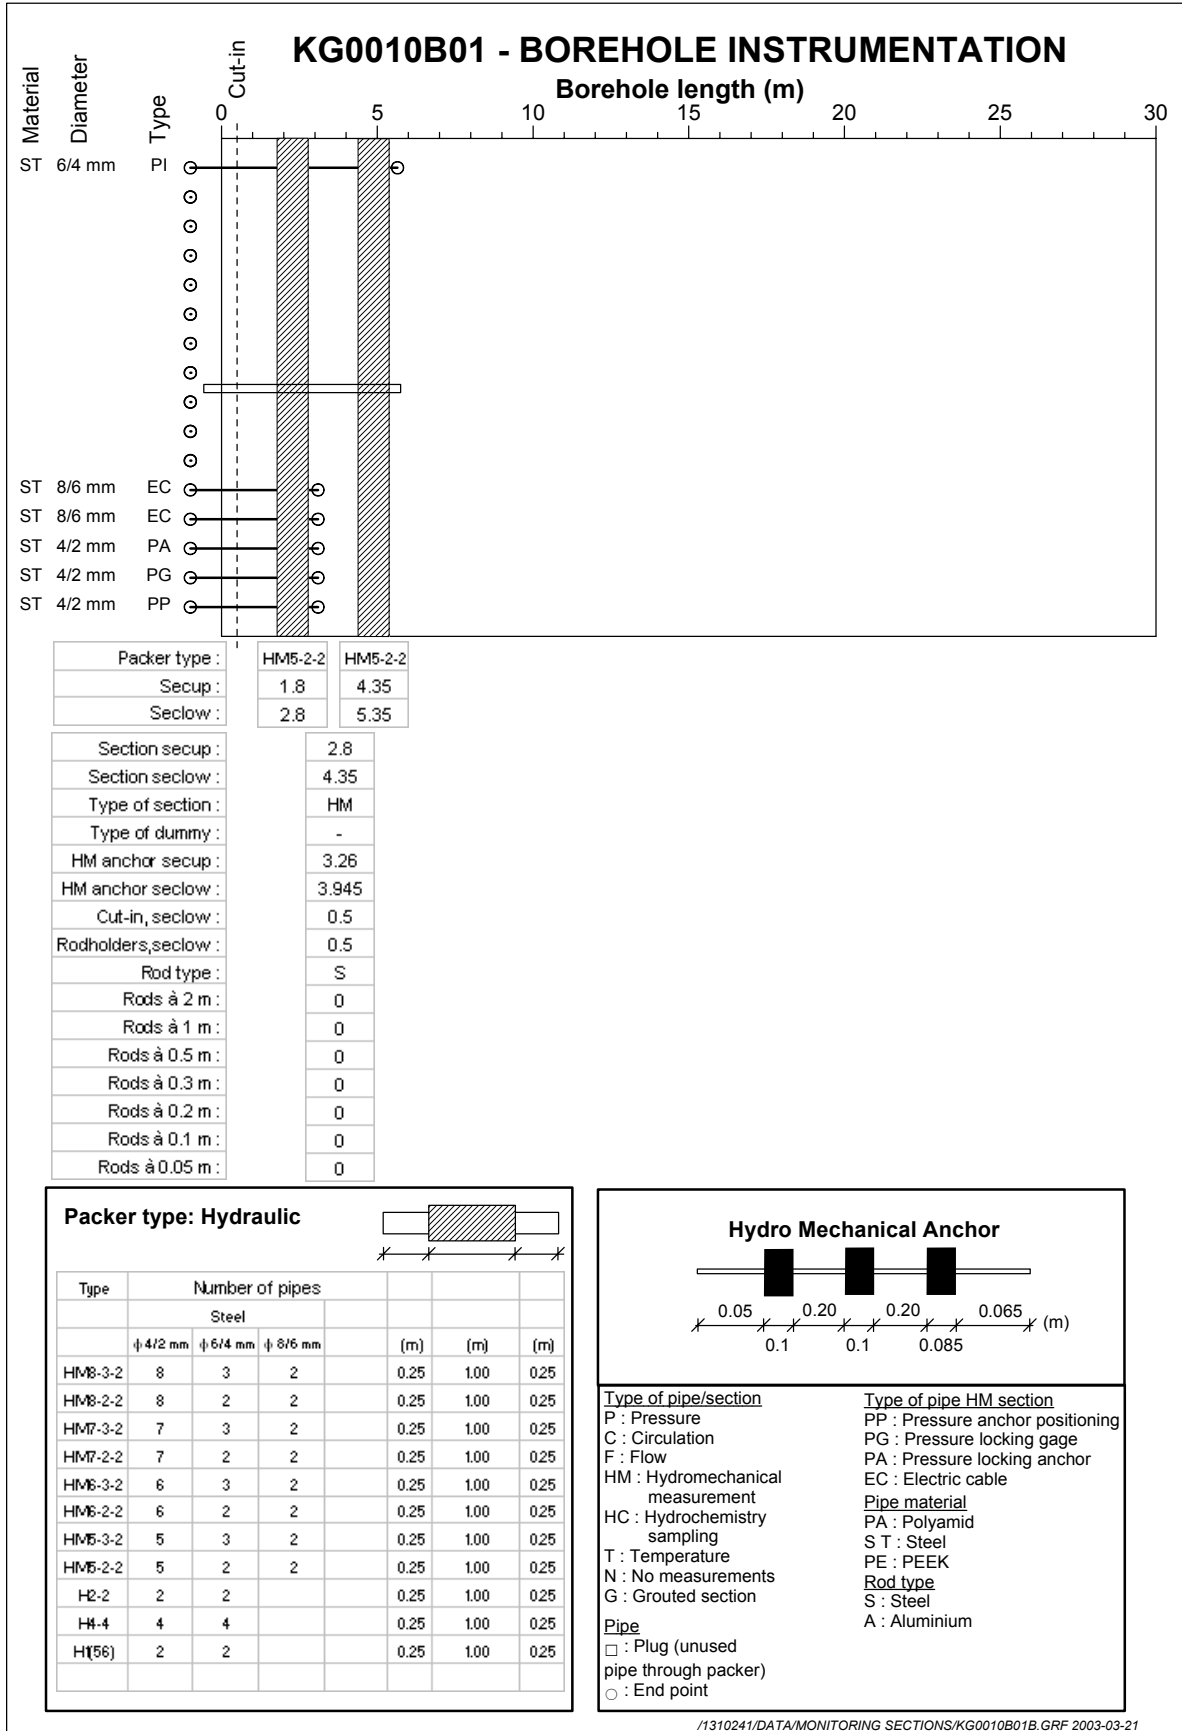 KG0010B01 - BOREHOLE INSTRUMENTATION
Borehole length (m)
Material Diameter Type Cut-in
0 5 10 15 20 25 30
ST 6/4 mm PI
ST 8/6 mm EC
ST 8/6 mm EC
ST 4/2 mm PA
ST 4/2 mm PG
ST 4/2 mm PP
Packer type : HM5-2-2 HM5-2-2
Secup : 1.8 4.35
Seclow : 2.8 5.35
Section secup : 2.8
Section seclow : 4.35
Type of section : HM
Type of dummy : -
HM anchor secup : 3.26
HM anchor seclow : 3.945
Cut-in, seclow : 0.5
Rodholders,seclow : 0.5
Rod type : S
Rods à 2 m : 0
Rods à 1 m : 0
Rods à 0.5 m : 0
Rods à 0.3 m : 0
Rods à 0.2 m : 0
Rods à 0.1 m : 0
Rods à 0.05 m : 0
Packer type: Hydraulic
Type Number of pipes
Steel
ϕ 4/2 mm ϕ 6/4 mm ϕ 8/6 mm (m) (m) (m)
HM8-3-2 8 3 2 0.25 1.00 0.25
HM8-2-2 8 2 2 0.25 1.00 0.25
HM7-3-2 7 3 2 0.25 1.00 0.25
HM7-2-2 7 2 2 0.25 1.00 0.25
HM6-3-2 6 3 2 0.25 1.00 0.25
HM6-2-2 6 2 2 0.25 1.00 0.25
HM5-3-2 5 3 2 0.25 1.00 0.25
HM5-2-2 5 2 2 0.25 1.00 0.25
H2-2 2 2 0.25 1.00 0.25
H4-4 4 4 0.25 1.00 0.25
H1(56) 2 2 0.25 1.00 0.25
Hydro Mechanical Anchor
0.05 0.20 0.20 0.065 (m)
0.1 0.1 0.085
Type of pipe/section
P : Pressure
C : Circulation
F : Flow
HM : Hydromechanical
measurement
HC : Hydrochemistry
sampling
T : Temperature
N : No measurements
G : Grouted section
Pipe
□ : Plug (unused
pipe through packer)
○ : End point
Type of pipe HM section
PP : Pressure anchor positioning
PG : Pressure locking gage
PA : Pressure locking anchor
EC : Electric cable
Pipe material
PA : Polyamid
S T : Steel
PE : PEEK
Rod type
S : Steel
A : Aluminium
/1310241/DATA/MONITORING SECTIONS/KG0010B01B.GRF 2003-03-21